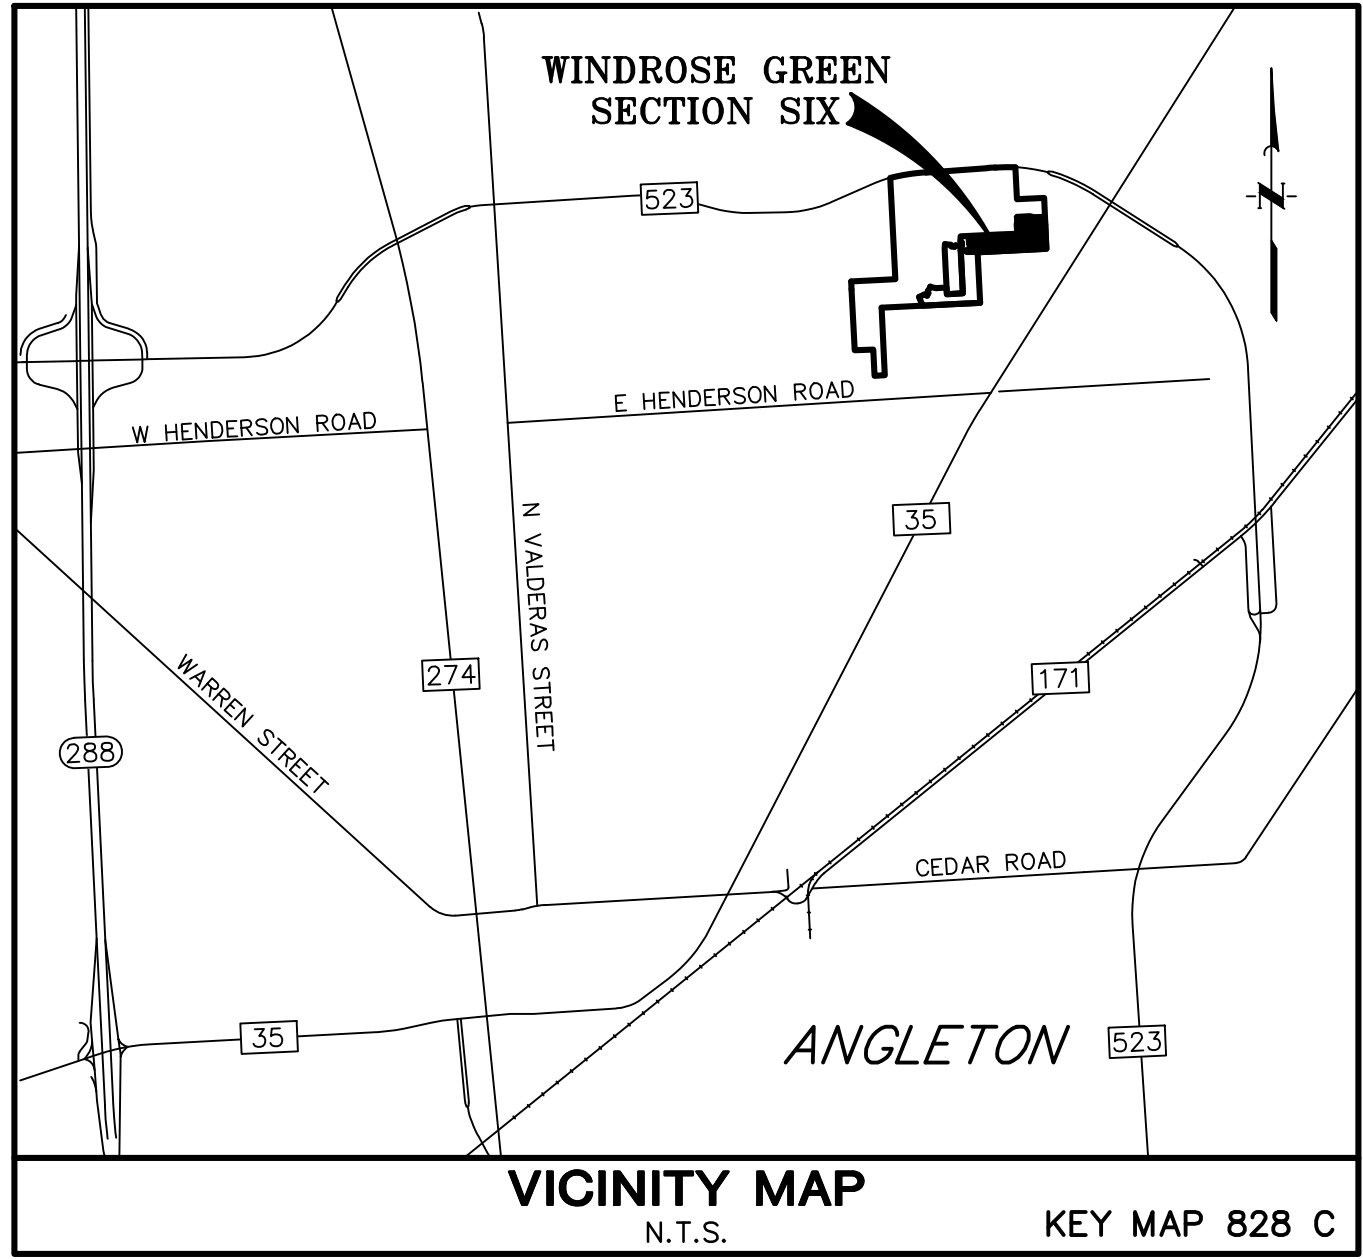 WINDROSE GREEN
SECTION SIX
N
523
E HENDERSON ROAD
W HENDERSON ROAD
35
N VALDERAS STREET
274
171
WARREN STREET
288
CEDAR ROAD
35
ANGLETON
523
VICINITY MAP
N.T.S.
KEY MAP 828 C